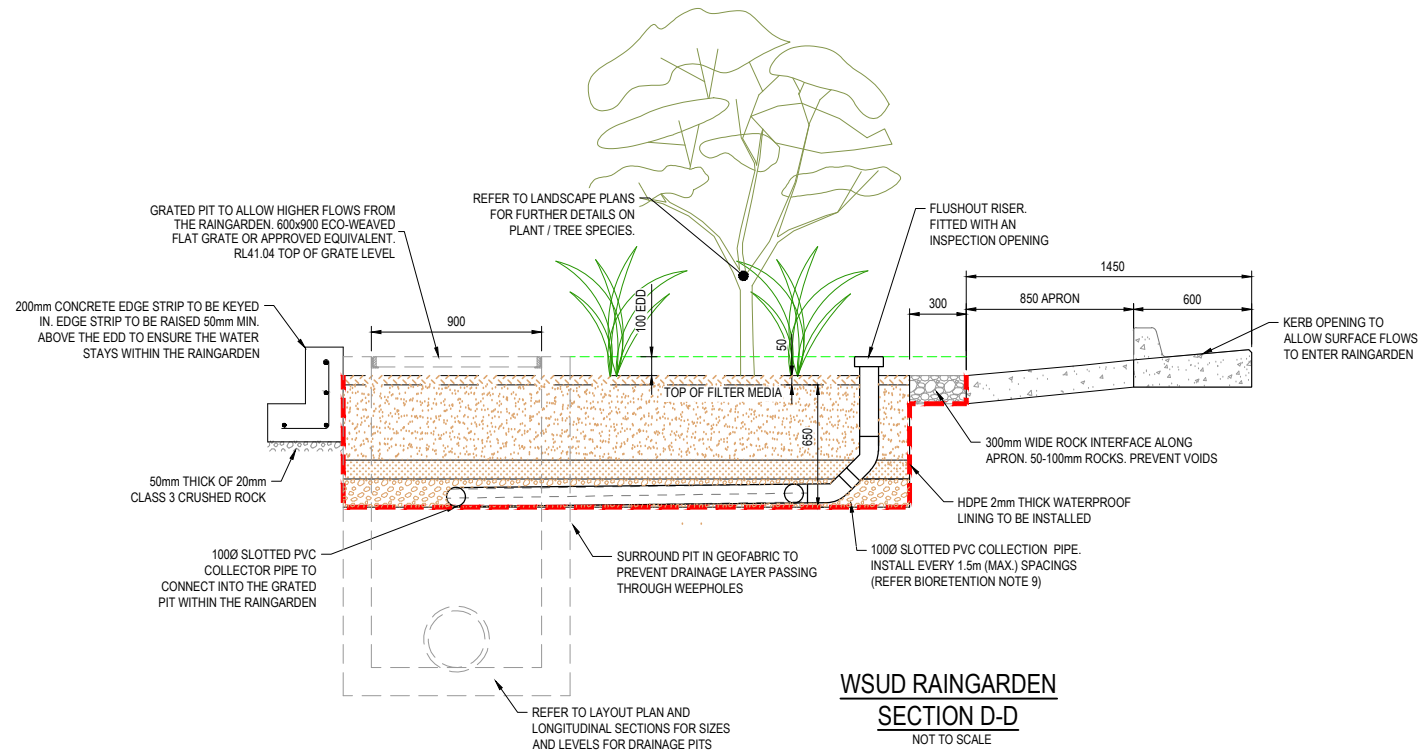 GRATED PIT TO ALLOW HIGHER FLOWS FROM
THE RAINGARDEN. 600x900 ECO-WEAVED
FLAT GRATE OR APPROVED EQUIVALENT.
RL41.04 TOP OF GRATE LEVEL
REFER TO LANDSCAPE PLANS
FOR FURTHER DETAILS ON
PLANT / TREE SPECIES.
FLUSHOUT RISER.
FITTED WITH AN
INSPECTION OPENING
200mm CONCRETE EDGE STRIP TO BE KEYED
IN. EDGE STRIP TO BE RAISED 50mm MIN.
ABOVE THE EDD TO ENSURE THE WATER
STAYS WITHIN THE RAINGARDEN
900
100 EDD
50
300
1450
850 APRON
600
KERB OPENING TO
ALLOW SURFACE FLOWS
TO ENTER RAINGARDEN
TOP OF FILTER MEDIA
650
300mm WIDE ROCK INTERFACE ALONG
APRON. 50-100mm ROCKS. PREVENT VOIDS
50mm THICK OF 20mm
CLASS 3 CRUSHED ROCK
HDPE 2mm THICK WATERPROOF
LINING TO BE INSTALLED
100Ø SLOTTED PVC
COLLECTOR PIPE TO
CONNECT INTO THE GRATED
PIT WITHIN THE RAINGARDEN
SURROUND PIT IN GEOFABRIC TO
PREVENT DRAINAGE LAYER PASSING
THROUGH WEEPHOLES
100Ø SLOTTED PVC COLLECTION PIPE.
INSTALL EVERY 1.5m (MAX.) SPACINGS
(REFER BIORETENTION NOTE 9)
REFER TO LAYOUT PLAN AND
LONGITUDINAL SECTIONS FOR SIZES
AND LEVELS FOR DRAINAGE PITS
WSUD RAINGARDEN
SECTION D-D
NOT TO SCALE